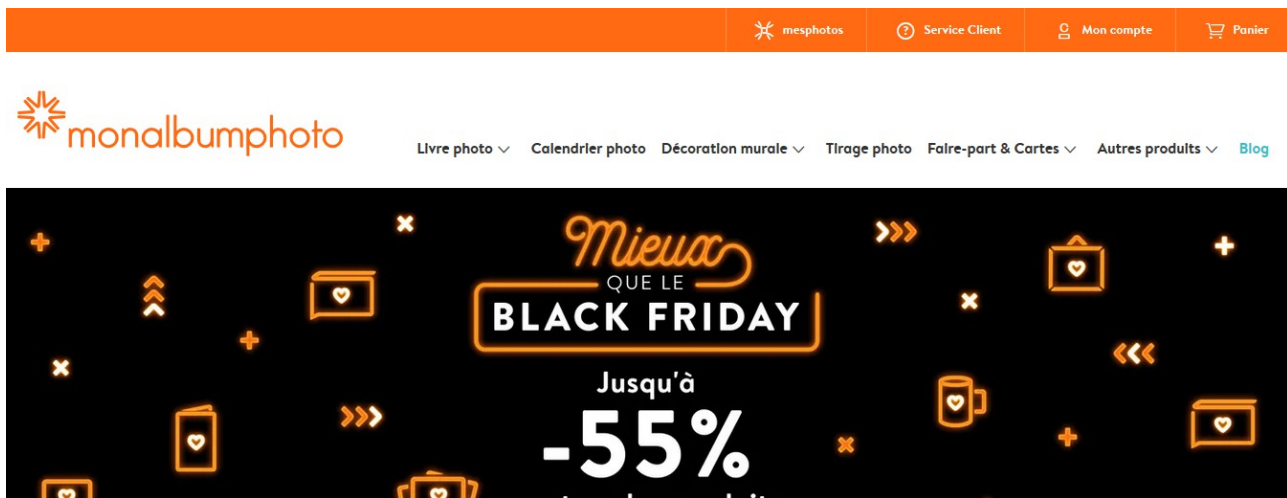 mesphotos
Service Client
Mon compte
Panier
monalbumphoto
Livre photo
Calendrier photo
Décoration murale
Tirage photo
Faire-part & Cartes
Autres produits
Blog
Mieux
QUE LE
BLACK FRIDAY
Jusqu'à
-55%